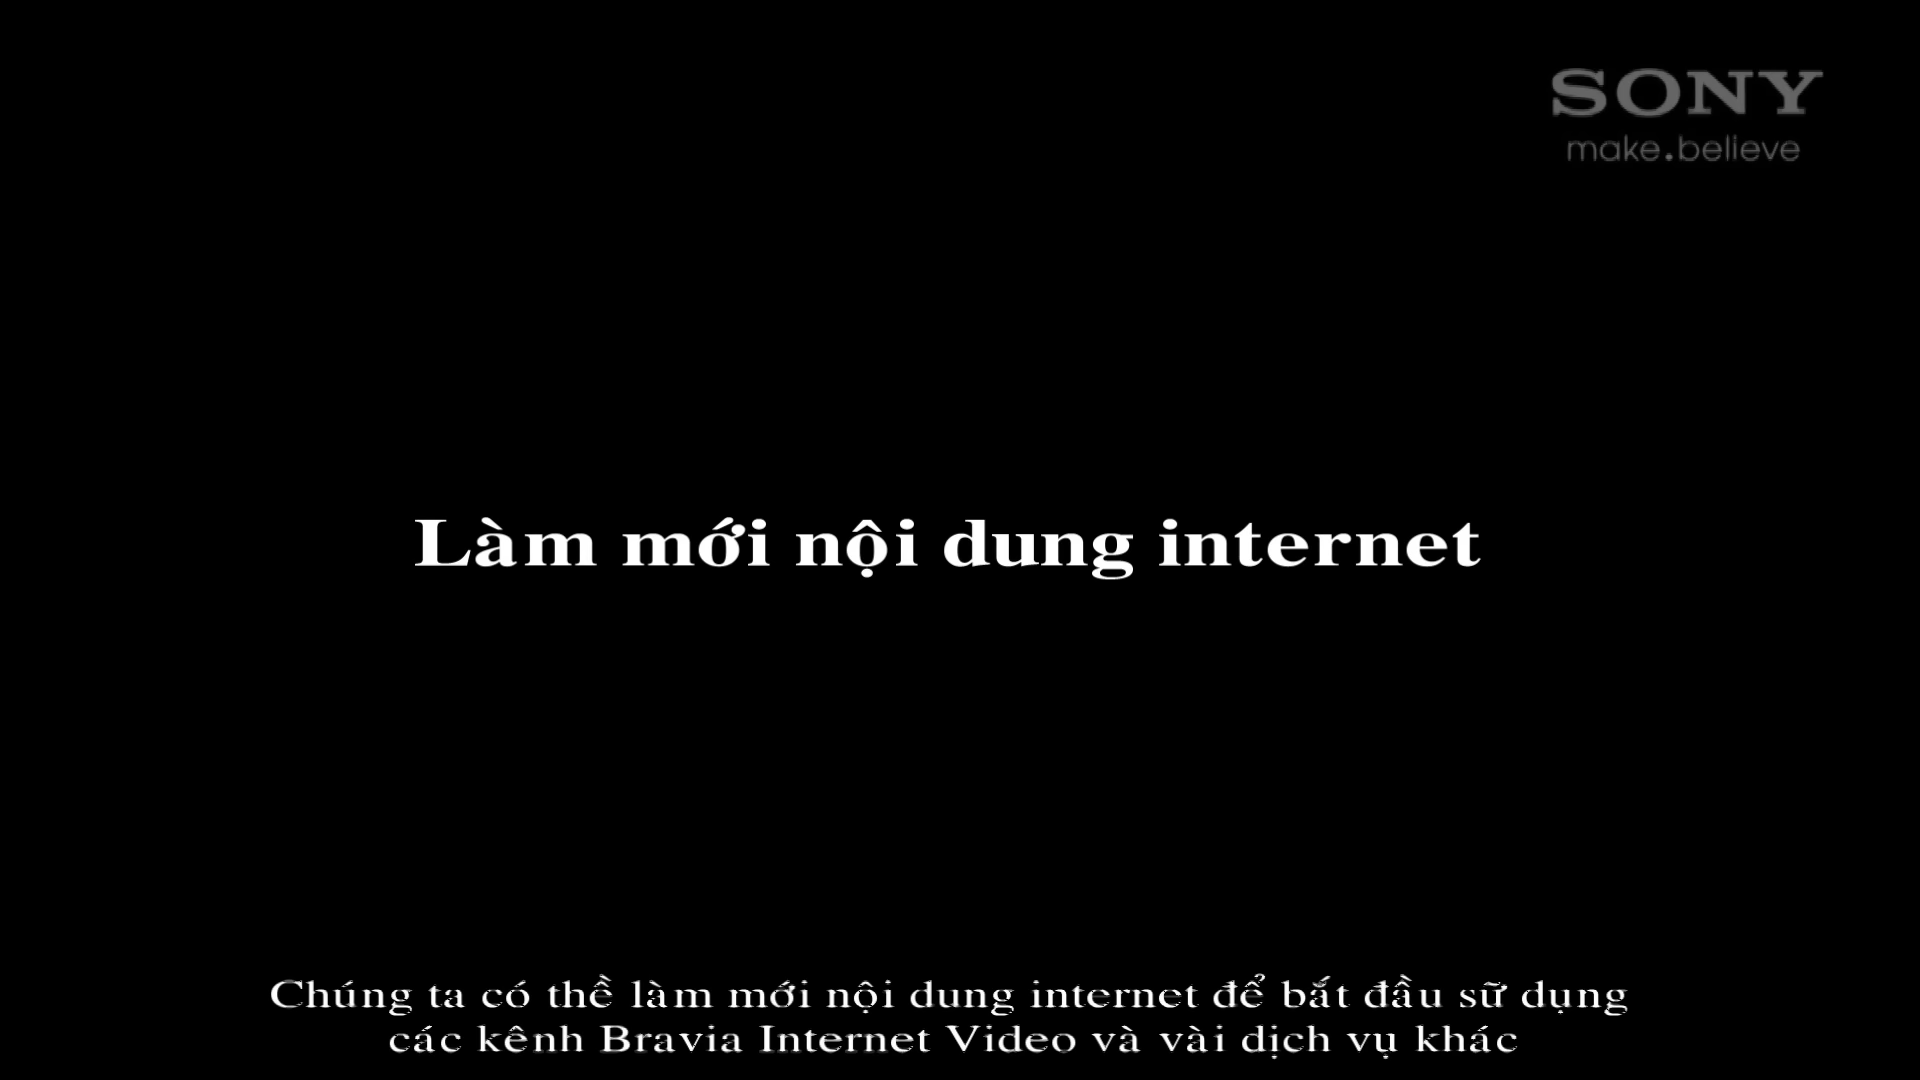 SONY
make.believe
Làm mới nội dung internet
Chúng ta có thề làm mới nội dung internet để bắt đầu sữ dụng
các kênh Bravia Internet Video và vài dịch vụ khác